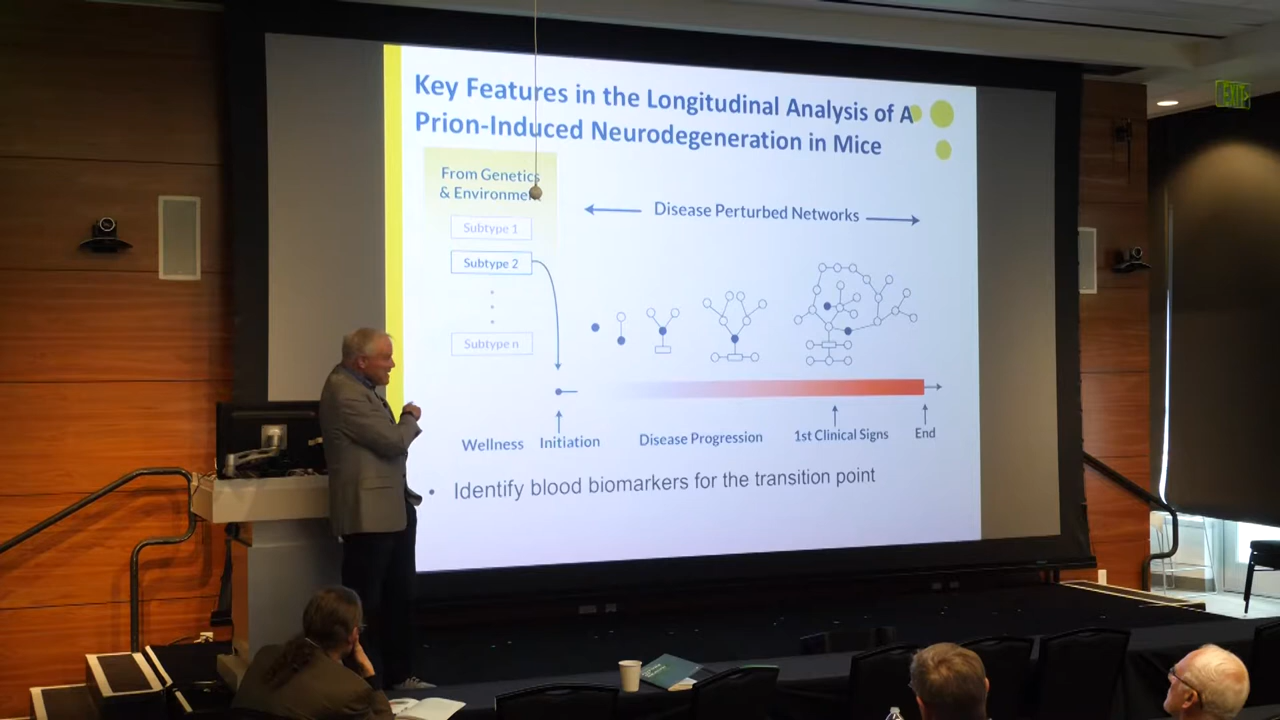 Key Features in the Longitudinal Analysis of A
Prion-Induced Neurodegeneration in Mice
From Genetics
& Environment
Subtype 1
Subtype 2
Subtype n
Disease Perturbed Networks
Wellness
Initiation
Disease Progression
1st Clinical Signs
End
• Identify blood biomarkers for the transition point
EXIT